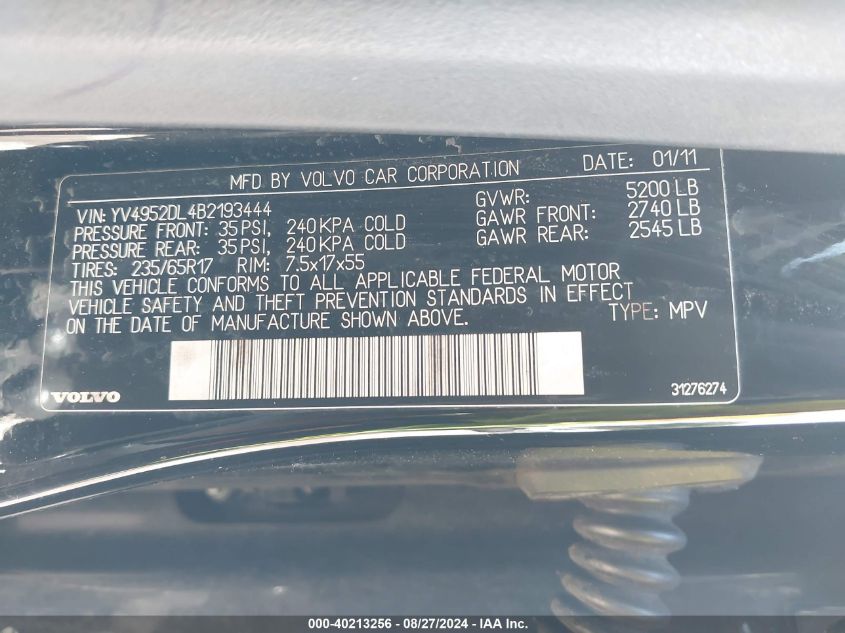 MFD BY VOLVO CAR CORPORATION DATE: 01/11
VIN: YV4952DL4B2193444
PRESSURE FRONT: 35 PSI, 240 KPA COLD
PRESSURE REAR: 35 PSI, 240 KPA COLD
TIRES: 235/65R17 RIM: 7.5x17x55
GVWR: 5200 LB
GAWR FRONT: 2740 LB
GAWR REAR: 2545 LB
THIS VEHICLE CONFORMS TO ALL APPLICABLE FEDERAL MOTOR
VEHICLE SAFETY AND THEFT PREVENTION STANDARDS IN EFFECT
ON THE DATE OF MANUFACTURE SHOWN ABOVE. TYPE: MPV
VOLVO
31276274
000-40213256 - 08/27/2024 - IAA Inc.